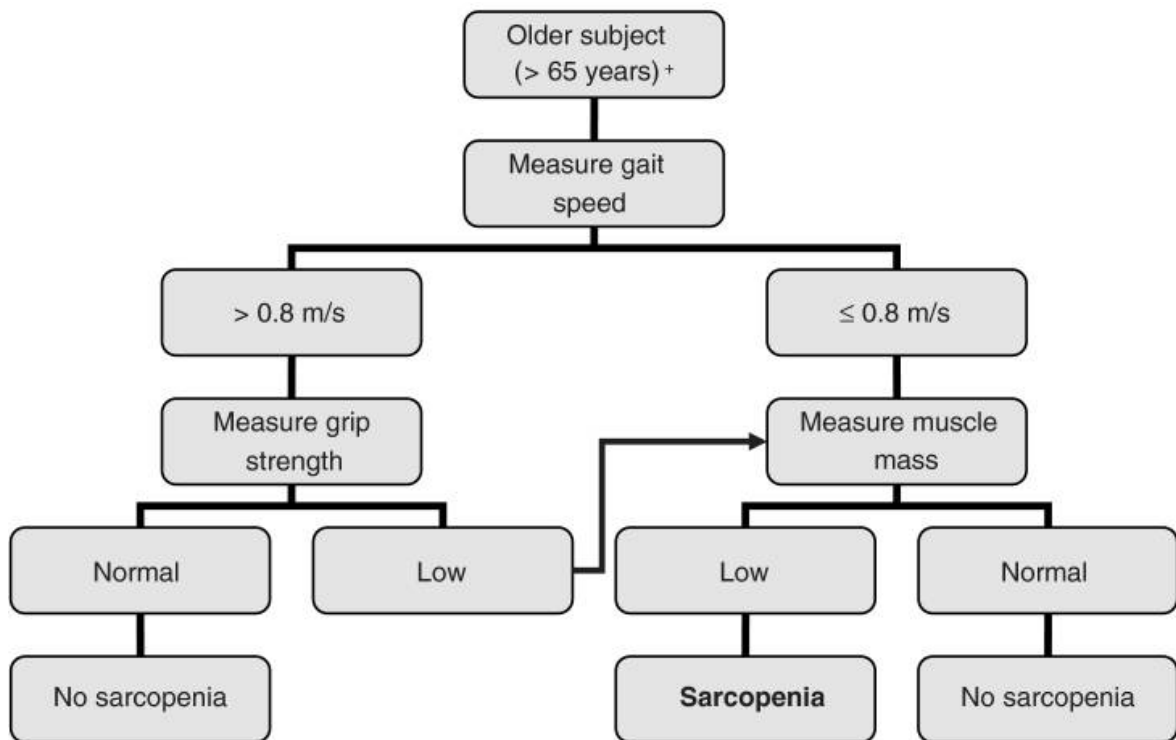 Older subject
(> 65 years) +
Measure gait
speed
> 0.8 m/s
≤ 0.8 m/s
Measure grip
strength
Measure muscle
mass
Normal
Low
Low
Normal
No sarcopenia
Sarcopenia
No sarcopenia